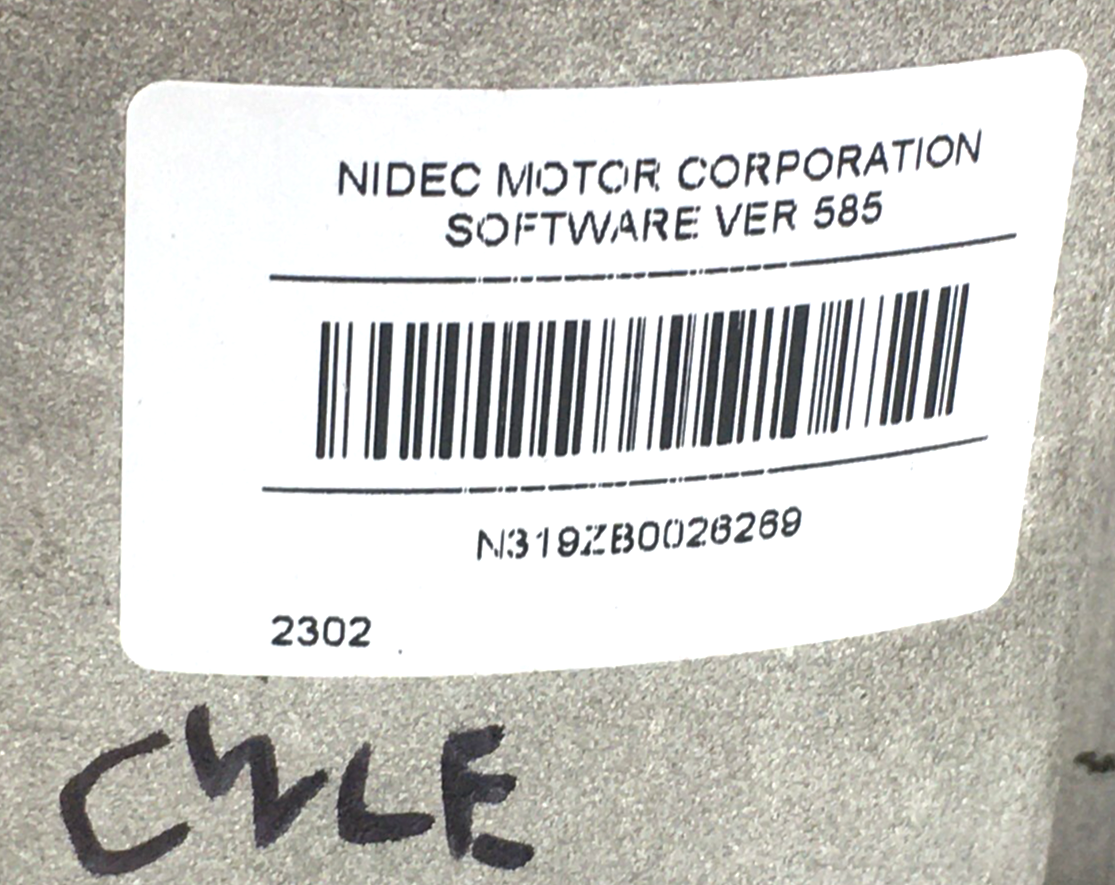 NIDEC MOTOR CORPORATION
SOFTWARE VER 585
N319ZB0026269
2302
CWLE